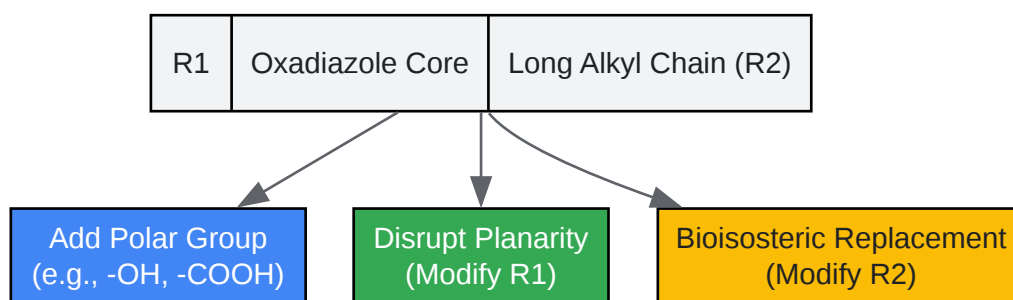 R1 Oxadiazole Core Long Alkyl Chain (R2)
Add Polar Group
(e.g., -OH, -COOH)
Disrupt Planarity
(Modify R1)
Bioisosteric Replacement
(Modify R2)